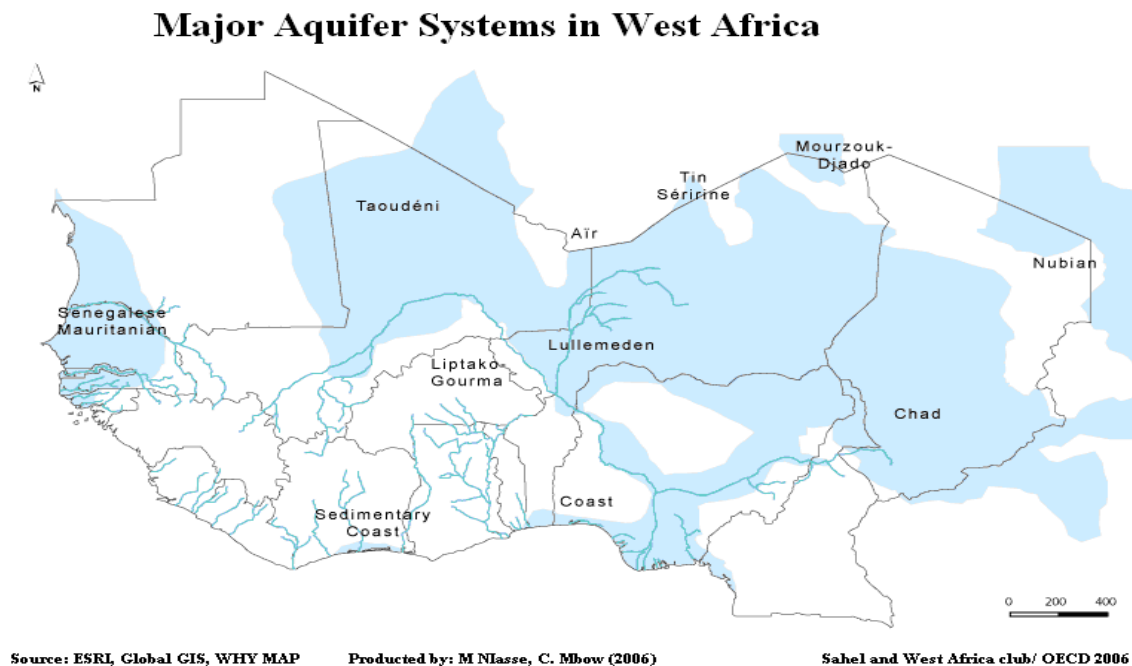 Major Aquifer Systems in West Africa
N
Mourzouk-
Djado
Tin
Séririne
Taoudéni
Aïr
Nubian
Senegalese
Mauritanian
Lullemeden
Liptako
Gourma
Chad
Coast
Sedimentary
Coast
0 200 400
Source: ESRI, Global GIS, WHY MAP Producted by: M NIasse, C. Mbow (2006) Sahel and West Africa club/ OECD 2006